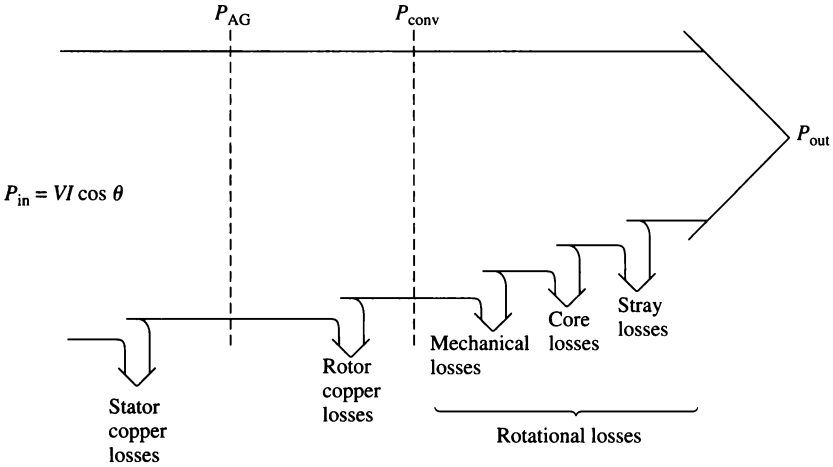 P_AG
P_conv
P_out
P_in = VI cos θ
Stator
copper
losses
Rotor
copper
losses
Mechanical
losses
Core
losses
Stray
losses
Rotational losses